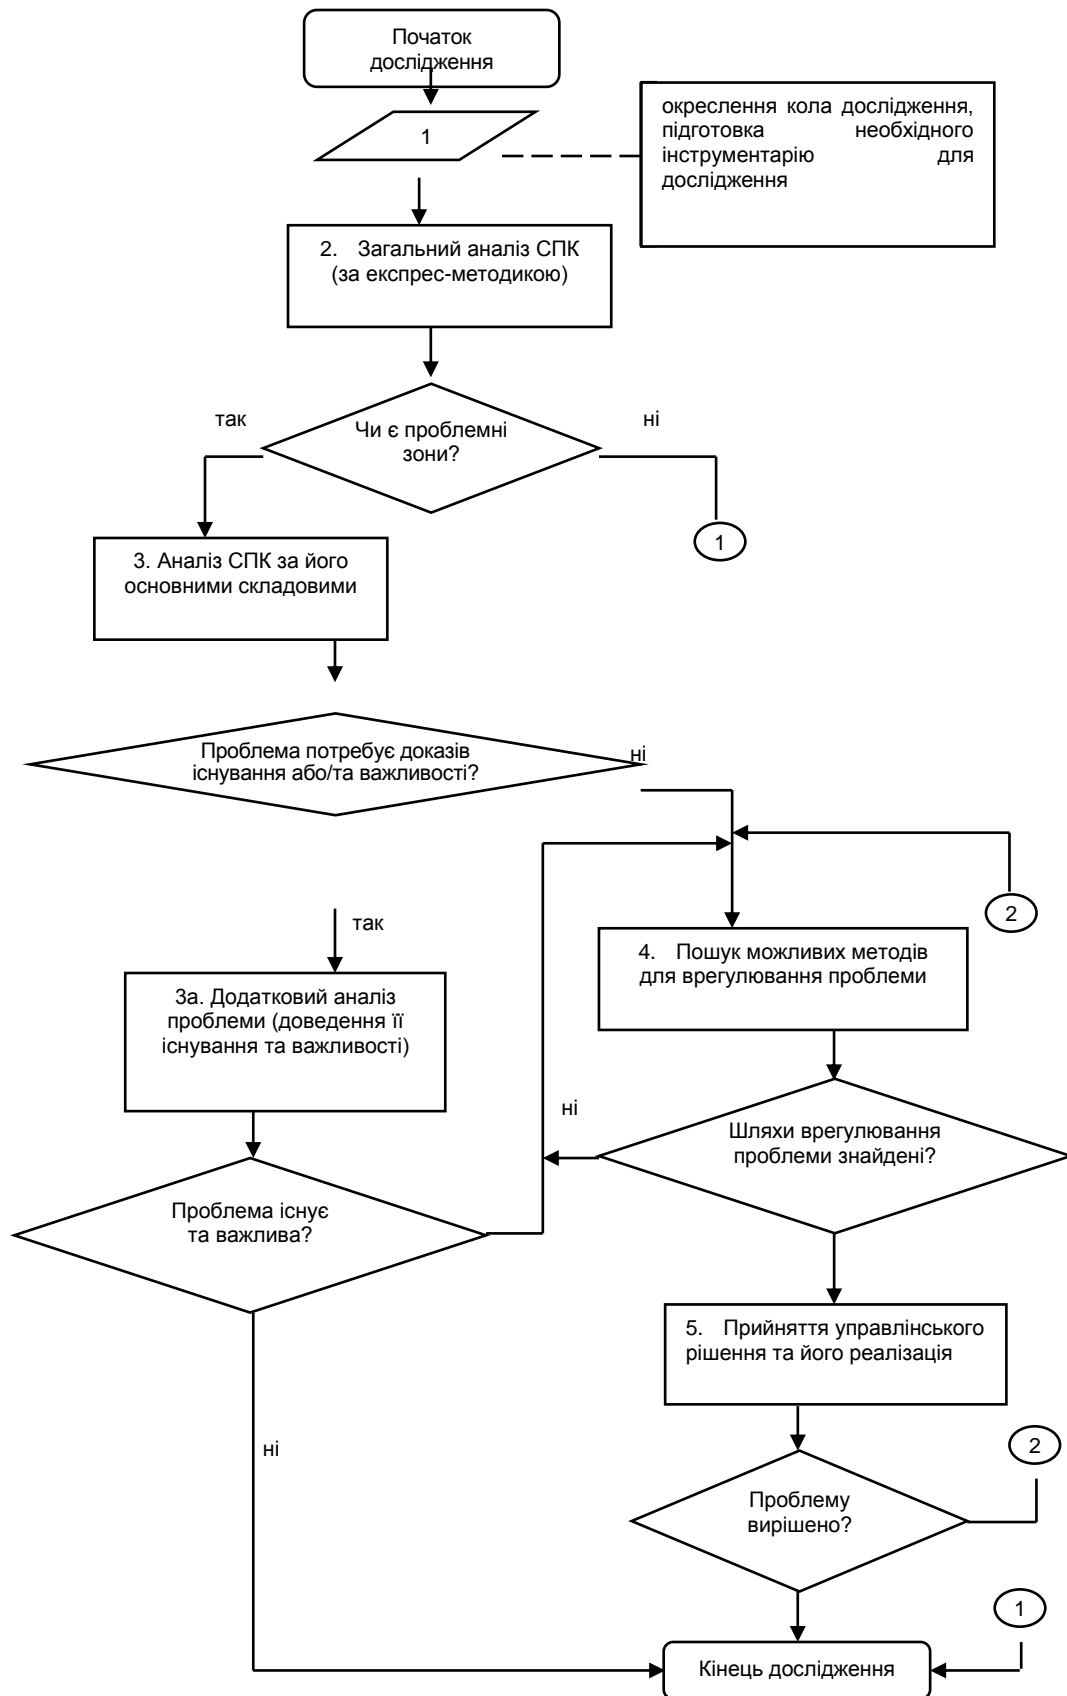 Початок
дослідження
1
окреслення кола дослідження,
підготовка необхідного
інструментарію для
дослідження
2. Загальний аналіз СПК
(за експрес-методикою)
так
ні
Чи є проблемні
зони?
1
3. Аналіз СПК за його
основними складовими
Проблема потребує доказів
існування або/та важливості?
ні
2
так
4. Пошук можливих методів
для врегулювання проблеми
3а. Додатковий аналіз
проблеми (доведення її
існування та важливості)
ні
Шляхи врегулювання
проблеми знайдені?
Проблема існує
та важлива?
5. Прийняття управлінського
рішення та його реалізація
ні
2
Проблему
вирішено?
1
Кінець дослідження